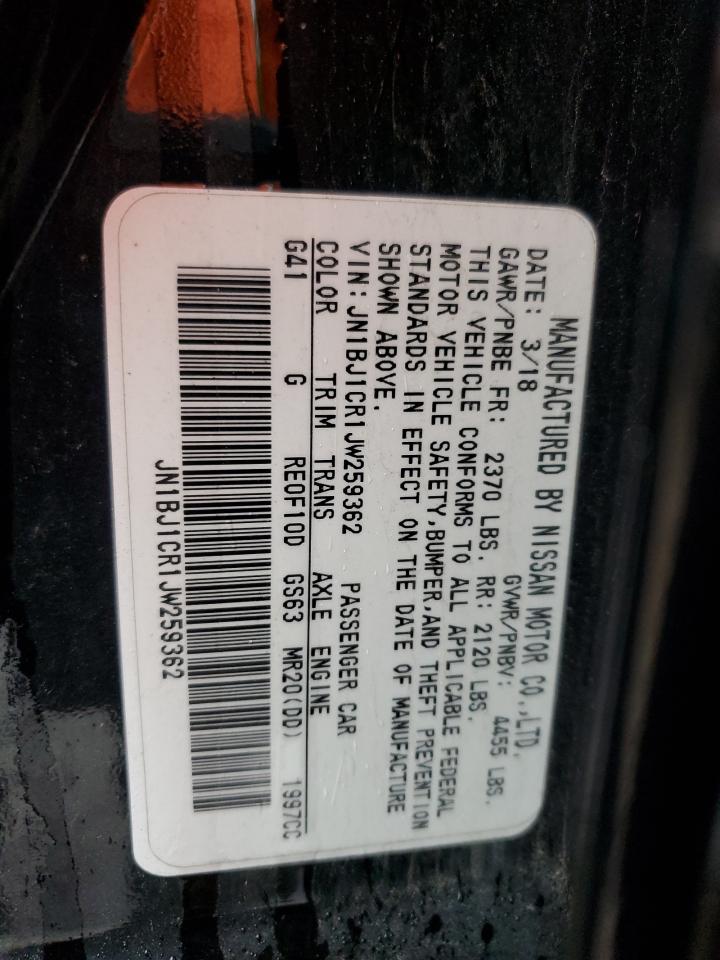 MANUFACTURED BY NISSAN MOTOR CO.,LTD.
DATE: 3/18 GVWR/PNBV: 4455 LBS.
GAWR/PNBE FR: 2370 LBS. RR: 2120 LBS.
THIS VEHICLE CONFORMS TO ALL APPLICABLE FEDERAL
MOTOR VEHICLE SAFETY,BUMPER,AND THEFT PREVENTION
STANDARDS IN EFFECT ON THE DATE OF MANUFACTURE
SHOWN ABOVE.
VIN: JN1BJ1CR1JW259362 PASSENGER CAR
COLOR TRIM TRANS AXLE ENGINE
G41 G RE0F10D GS63 MR20(DD) 1997CC
JN1BJ1CR1JW259362